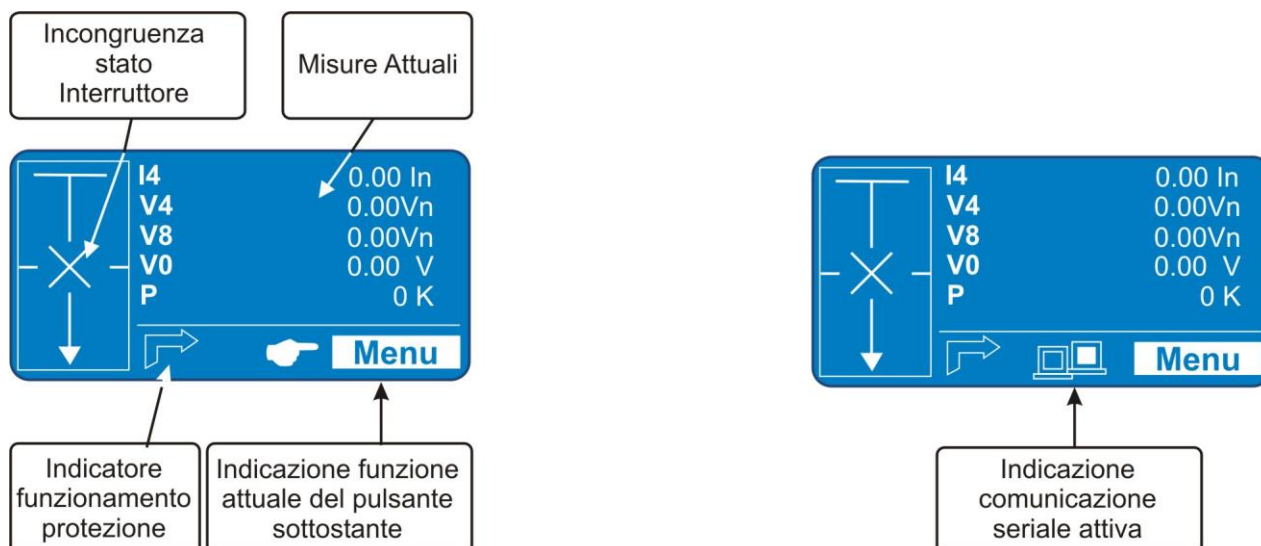 Incongruenza
stato
Interruttore
Misure Attuali
I4 0.00 In
V4 0.00Vn
V8 0.00Vn
V0 0.00 V
P 0 K
Menu
Indicatore
funzionamento
protezione
Indicazione funzione
attuale del pulsante
sottostante
I4 0.00 In
V4 0.00Vn
V8 0.00Vn
V0 0.00 V
P 0 K
Menu
Indicazione
comunicazione
seriale attiva